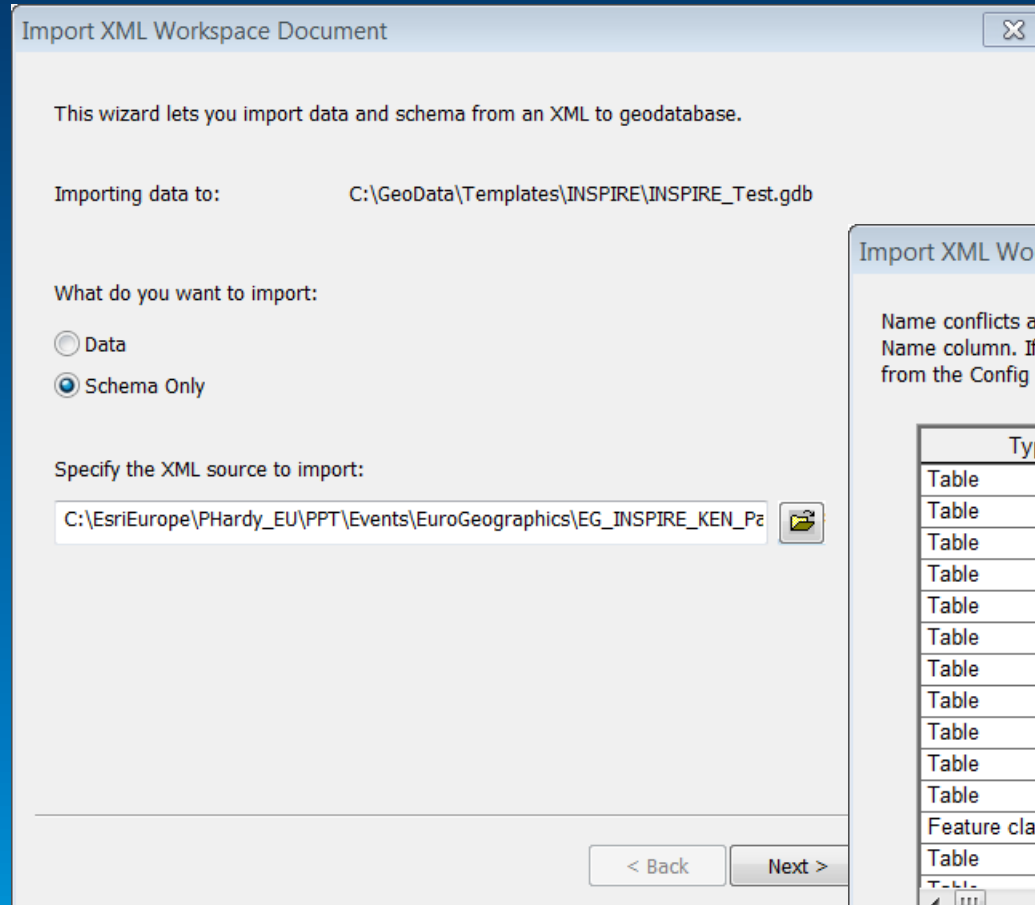 Import XML Workspace Document
This wizard lets you import data and schema from an XML to geodatabase.
Importing data to: C:\GeoData\Templates\INSPIRE\INSPIRE_Test.gdb
What do you want to import:
Data
Schema Only
Specify the XML source to import:
C:\EsriEurope\PHardy_EU\PPT\Events\EuroGeographics\EG_INSPIRE_KEN_Pa
< Back Next >
Import XML Wo
Name conflicts a
Name column. If
from the Config
Ty
Table
Table
Table
Table
Table
Table
Table
Table
Table
Table
Table
Feature cla
Table
Table